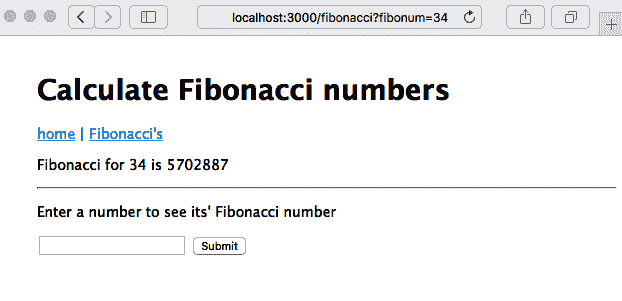 localhost:3000/fibonacci?fibonum=34
Calculate Fibonacci numbers
home | Fibonacci's
Fibonacci for 34 is 5702887
Enter a number to see its' Fibonacci number
Submit